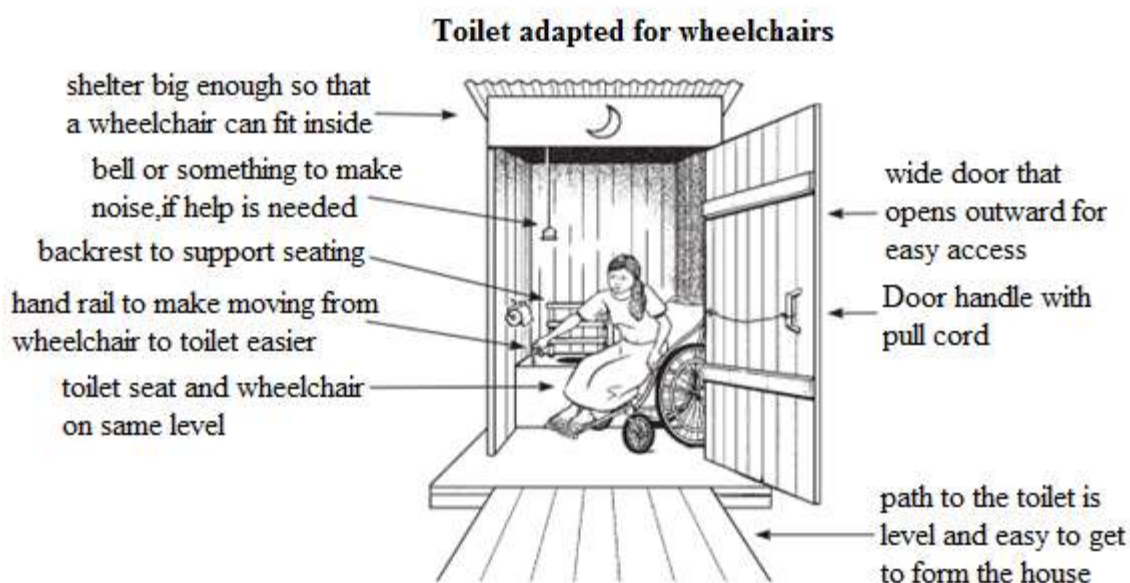 Toilet adapted for wheelchairs
shelter big enough so that
a wheelchair can fit inside
bell or something to make
noise,if help is needed
backrest to support seating
hand rail to make moving from
wheelchair to toilet easier
toilet seat and wheelchair
on same level
wide door that
opens outward for
easy access
Door handle with
pull cord
path to the toilet is
level and easy to get
to form the house